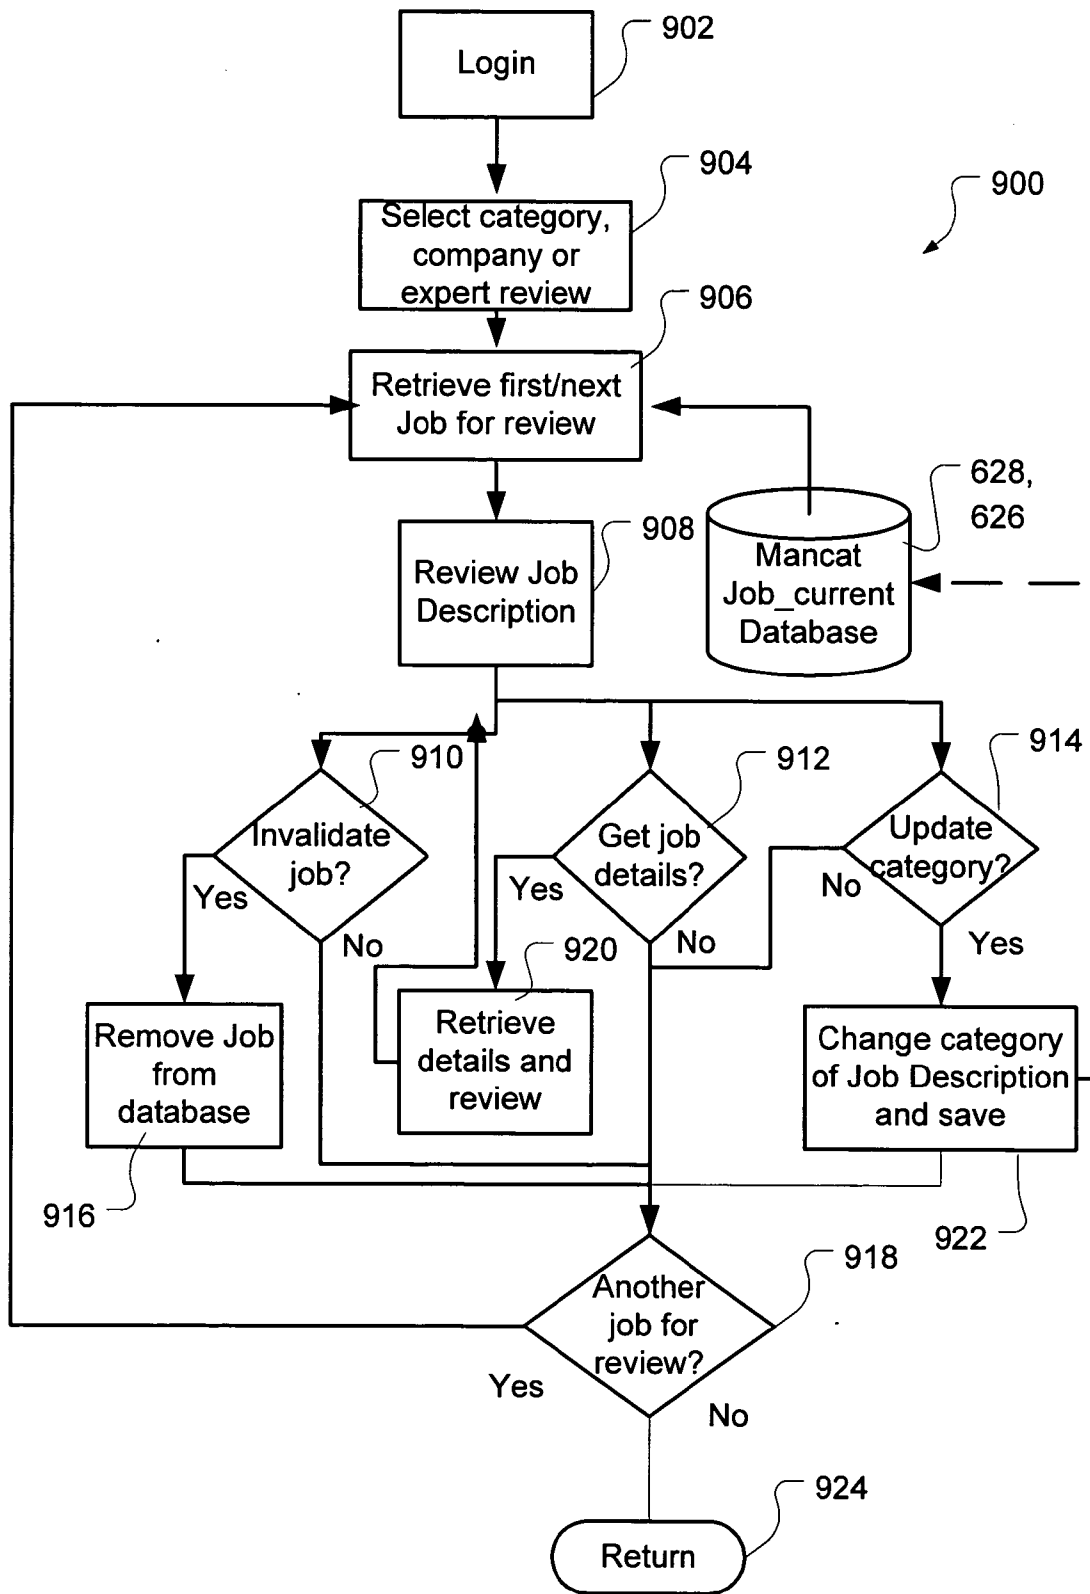 902
Login
904
900
Select category,
company or
expert review
906
Retrieve first/next
Job for review
628,
626
908
Review Job
Description
Mancat
Job_current
Database
910
912
914
Invalidate
job?
Get job
details?
Update
category?
Yes
Yes
No
No
No
Yes
920
Remove Job
from
database
Retrieve
details and
review
Change category
of Job Description
and save
916
922
918
Another
job for
review?
Yes
No
924
Return